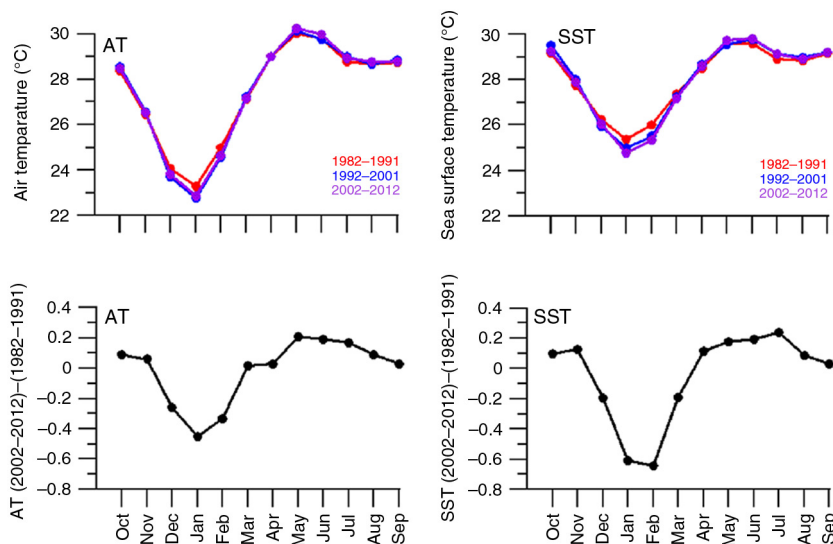 Air temparature (°C)
AT
30
28
26
24
22
1982–1991
1992–2001
2002–2012
Sea surface temperature (°C)
SST
30
28
26
24
22
1982–1991
1992–2001
2002–2012
AT (2002–2012)–(1982–1991)
AT
0.4
0.2
0
–0.2
–0.4
–0.6
–0.8
Oct
Nov
Dec
Jan
Feb
Mar
Apr
May
Jun
Jul
Aug
Sep
SST (2002–2012)–(1982–1991)
SST
0.4
0.2
0
–0.2
–0.4
–0.6
–0.8
Oct
Nov
Dec
Jan
Feb
Mar
Apr
May
Jun
Jul
Aug
Sep